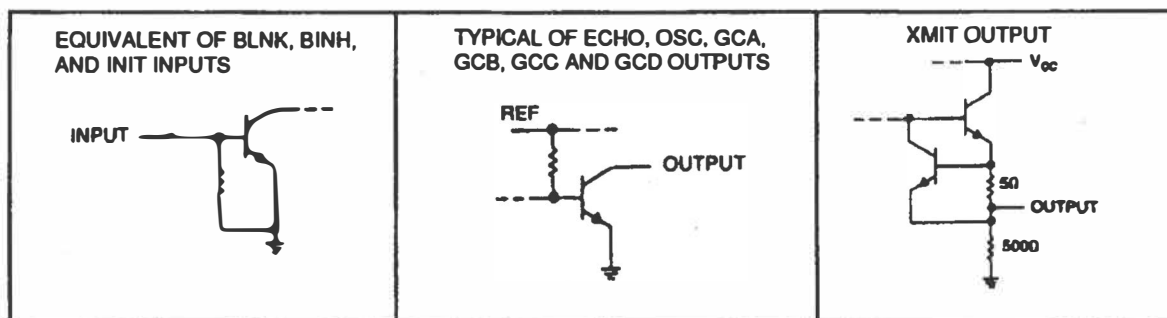 EQUIVALENT OF BLNK, BINH,
AND INIT INPUTS
INPUT
TYPICAL OF ECHO, OSC, GCA,
GCB, GCC AND GCD OUTPUTS
REF
OUTPUT
XMIT OUTPUT
Vcc
5Ω
OUTPUT
500Ω